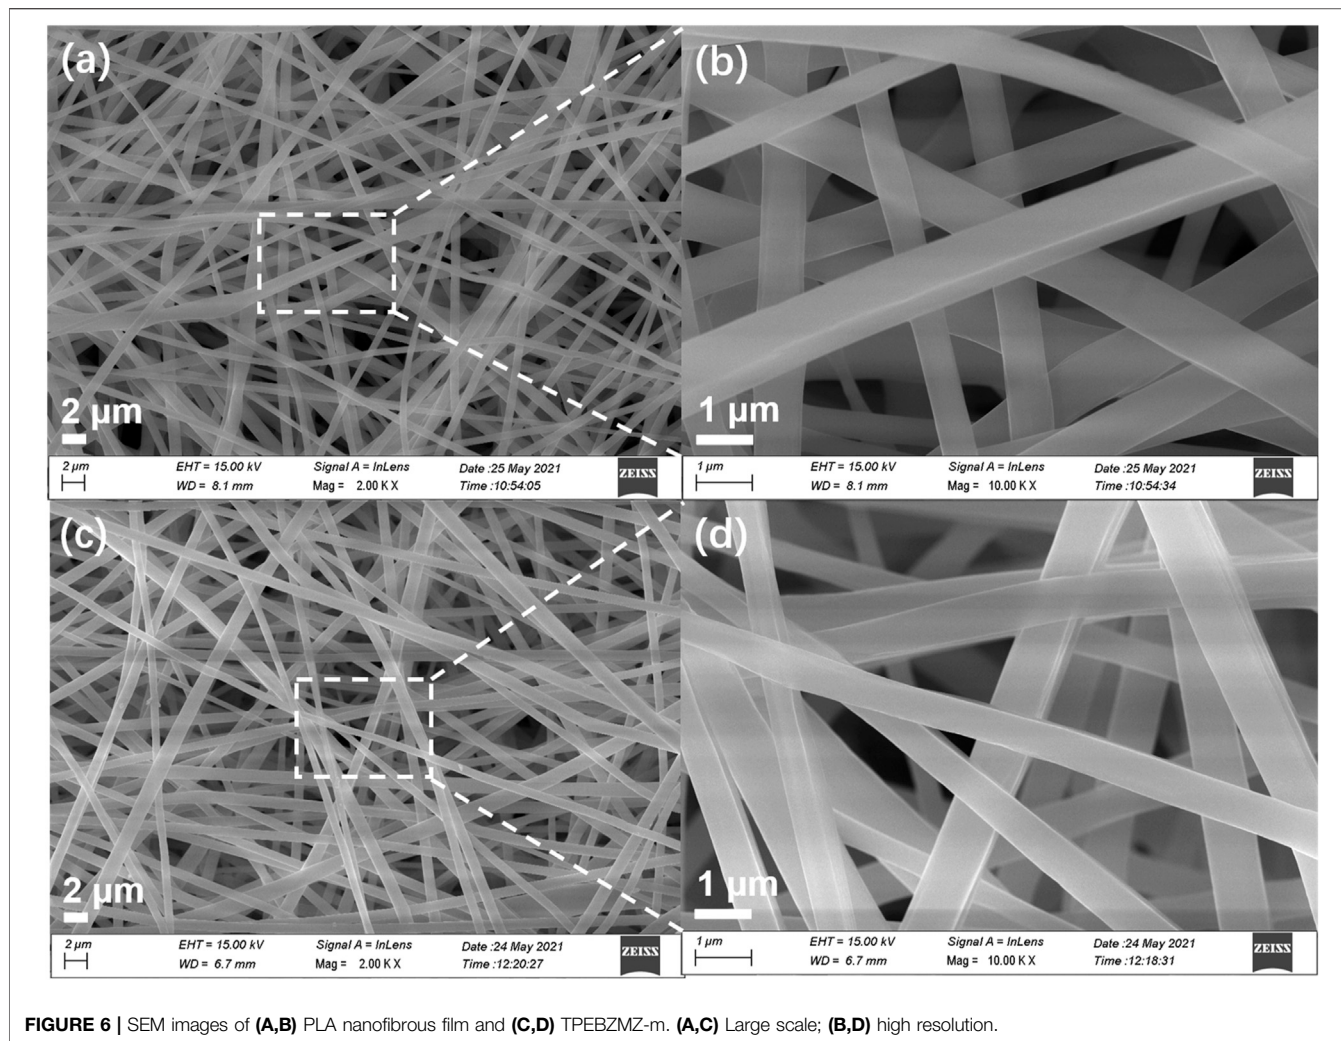 (a)
2 µm
2 µm
EHT = 15.00 kV
Signal A = InLens
Date :25 May 2021
WD = 8.1 mm
Mag = 2.00 K X
Time :10:54:05
ZEISS
(b)
1 µm
1 µm
EHT = 15.00 kV
Signal A = InLens
Date :25 May 2021
WD = 8.1 mm
Mag = 10.00 K X
Time :10:54:34
ZEISS
(c)
2 µm
2 µm
EHT = 15.00 kV
Signal A = InLens
Date :24 May 2021
WD = 6.7 mm
Mag = 2.00 K X
Time :12:20:27
ZEISS
(d)
1 µm
1 µm
EHT = 15.00 kV
Signal A = InLens
Date :24 May 2021
WD = 6.7 mm
Mag = 10.00 K X
Time :12:18:31
ZEISS
FIGURE 6 | SEM images of (A,B) PLA nanofibrous film and (C,D) TPEBZMZ-m. (A,C) Large scale; (B,D) high resolution.